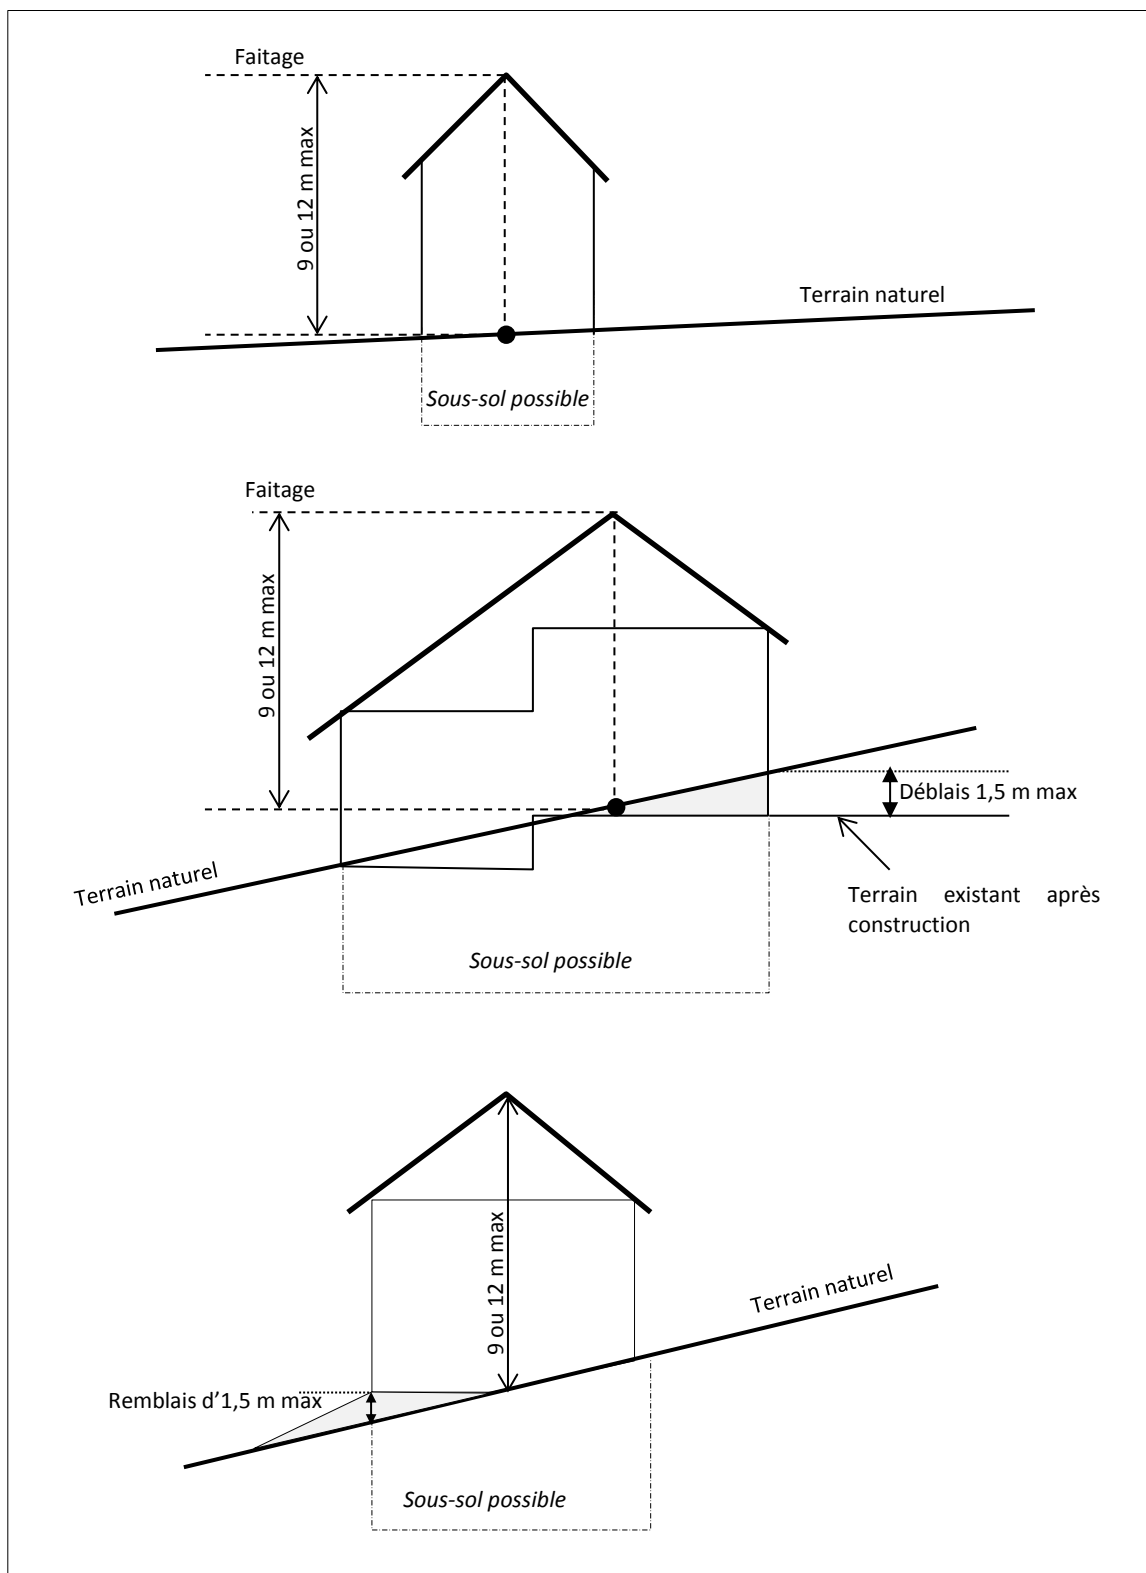 Faitage
9 ou 12 m max
Terrain naturel
Sous-sol possible
Faitage
9 ou 12 m max
Déblais 1,5 m max
Terrain naturel
Terrain existant après
construction
Sous-sol possible
9 ou 12 m max
Terrain naturel
Remblais d’1,5 m max
Sous-sol possible